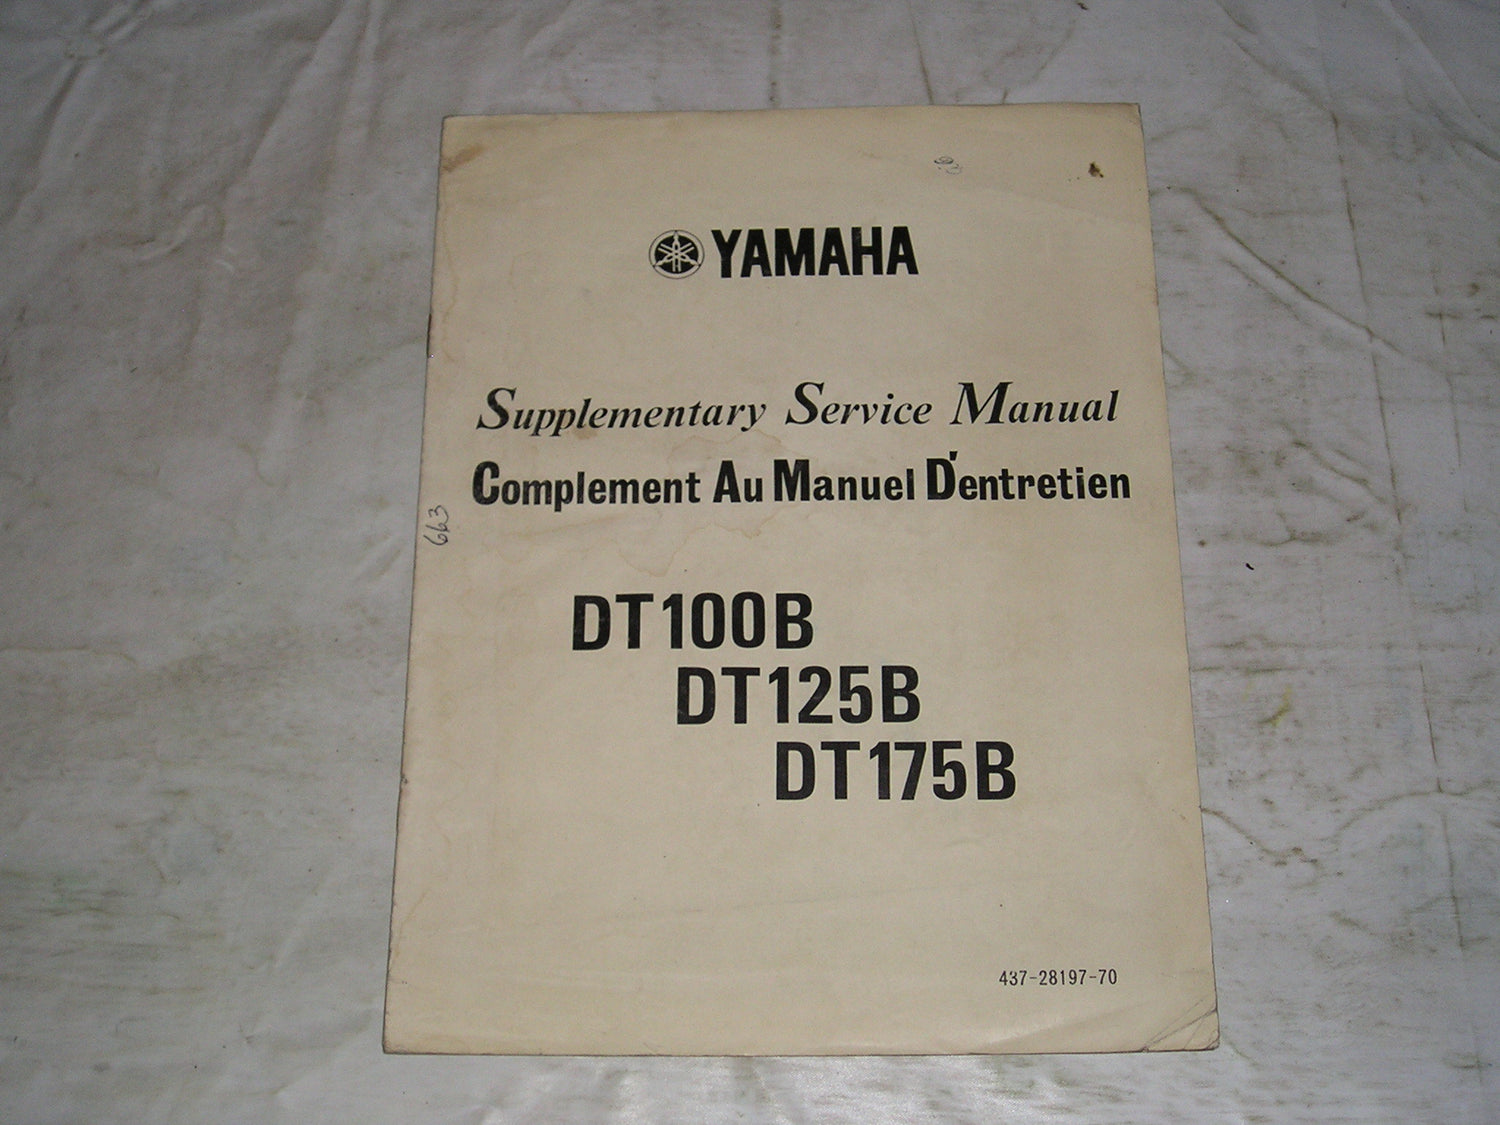 YAMAHA
Supplementary Service Manual
Complement Au Manuel D'entretien
663
DT100B
DT125B
DT175B
437-28197-70